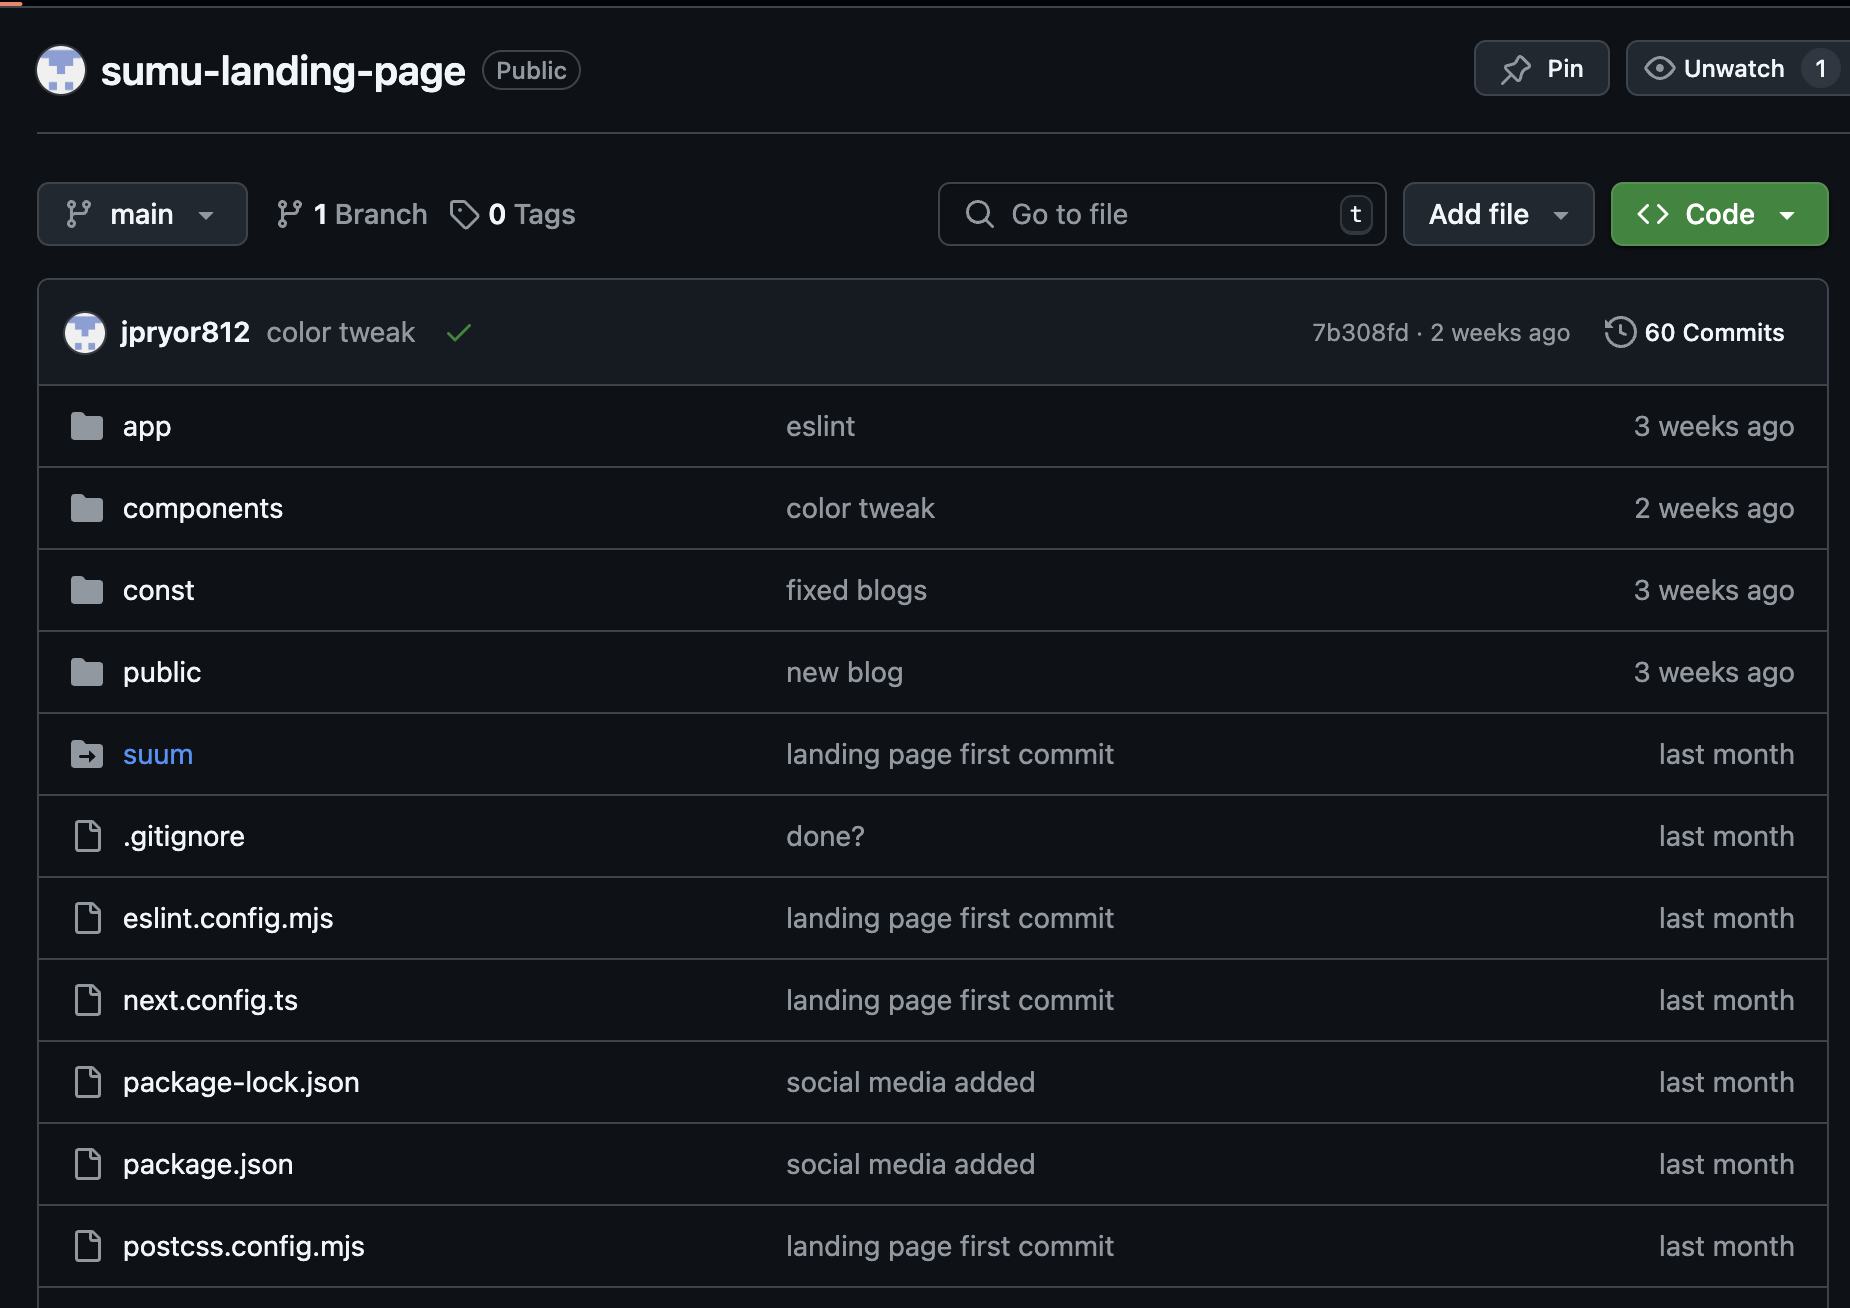 sumu-landing-page Public Pin Unwatch 1
main 1 Branch 0 Tags Go to file t Add file <> Code
jpryor812 color tweak 7b308fd · 2 weeks ago 60 Commits
app eslint 3 weeks ago
components color tweak 2 weeks ago
const fixed blogs 3 weeks ago
public new blog 3 weeks ago
suum landing page first commit last month
.gitignore done? last month
eslint.config.mjs landing page first commit last month
next.config.ts landing page first commit last month
package-lock.json social media added last month
package.json social media added last month
postcss.config.mjs landing page first commit last month